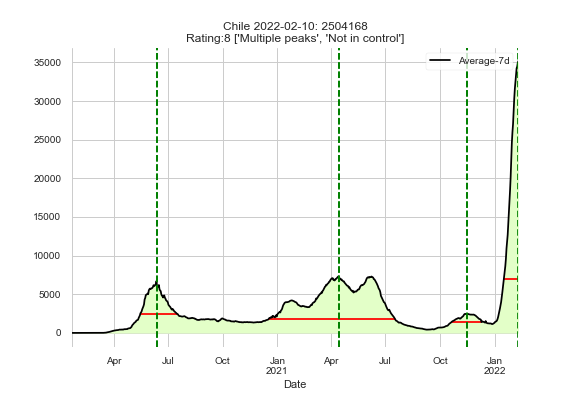 Chile 2022-02-10: 2504168
Rating:8 ['Multiple peaks', 'Not in control']
Average-7d
35000
30000
25000
20000
15000
10000
5000
0
Apr
Jul
Oct
Jan
2021
Apr
Jul
Oct
Jan
2022
Date